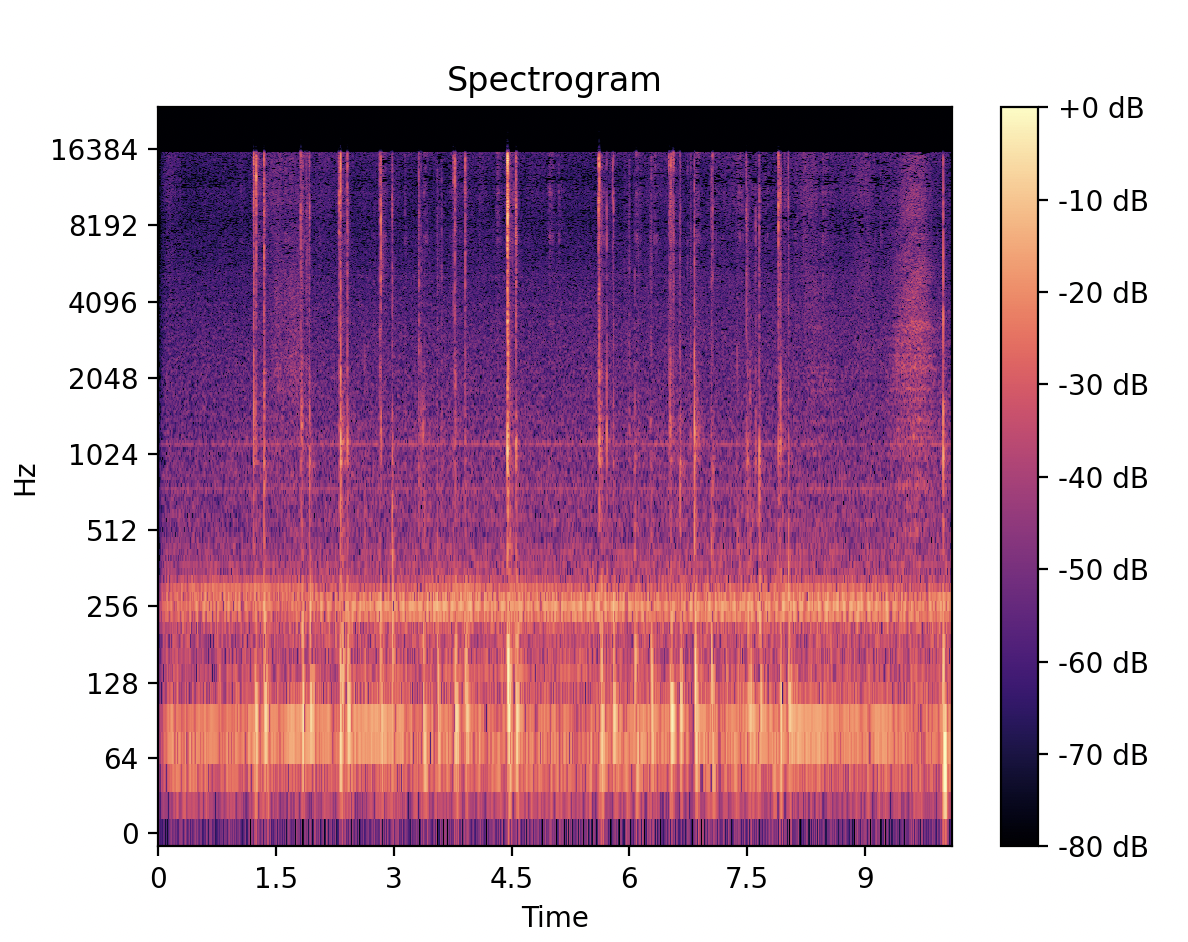 Spectrogram
Hz
16384
8192
4096
2048
1024
512
256
128
64
0
0 1.5 3 4.5 6 7.5 9
Time
+0 dB
-10 dB
-20 dB
-30 dB
-40 dB
-50 dB
-60 dB
-70 dB
-80 dB